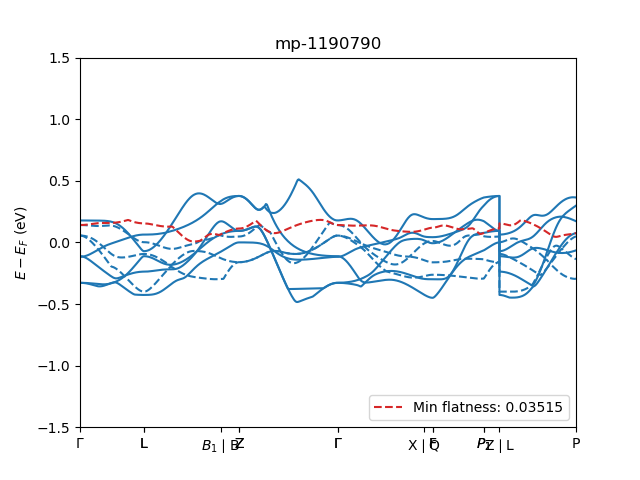 mp-1190790
E − E_F (eV)
1.5
1.0
0.5
0.0
−0.5
−1.0
−1.5
Min flatness: 0.03515
Γ L B₁ | B Z Γ X | Q F P₁ Z | L P